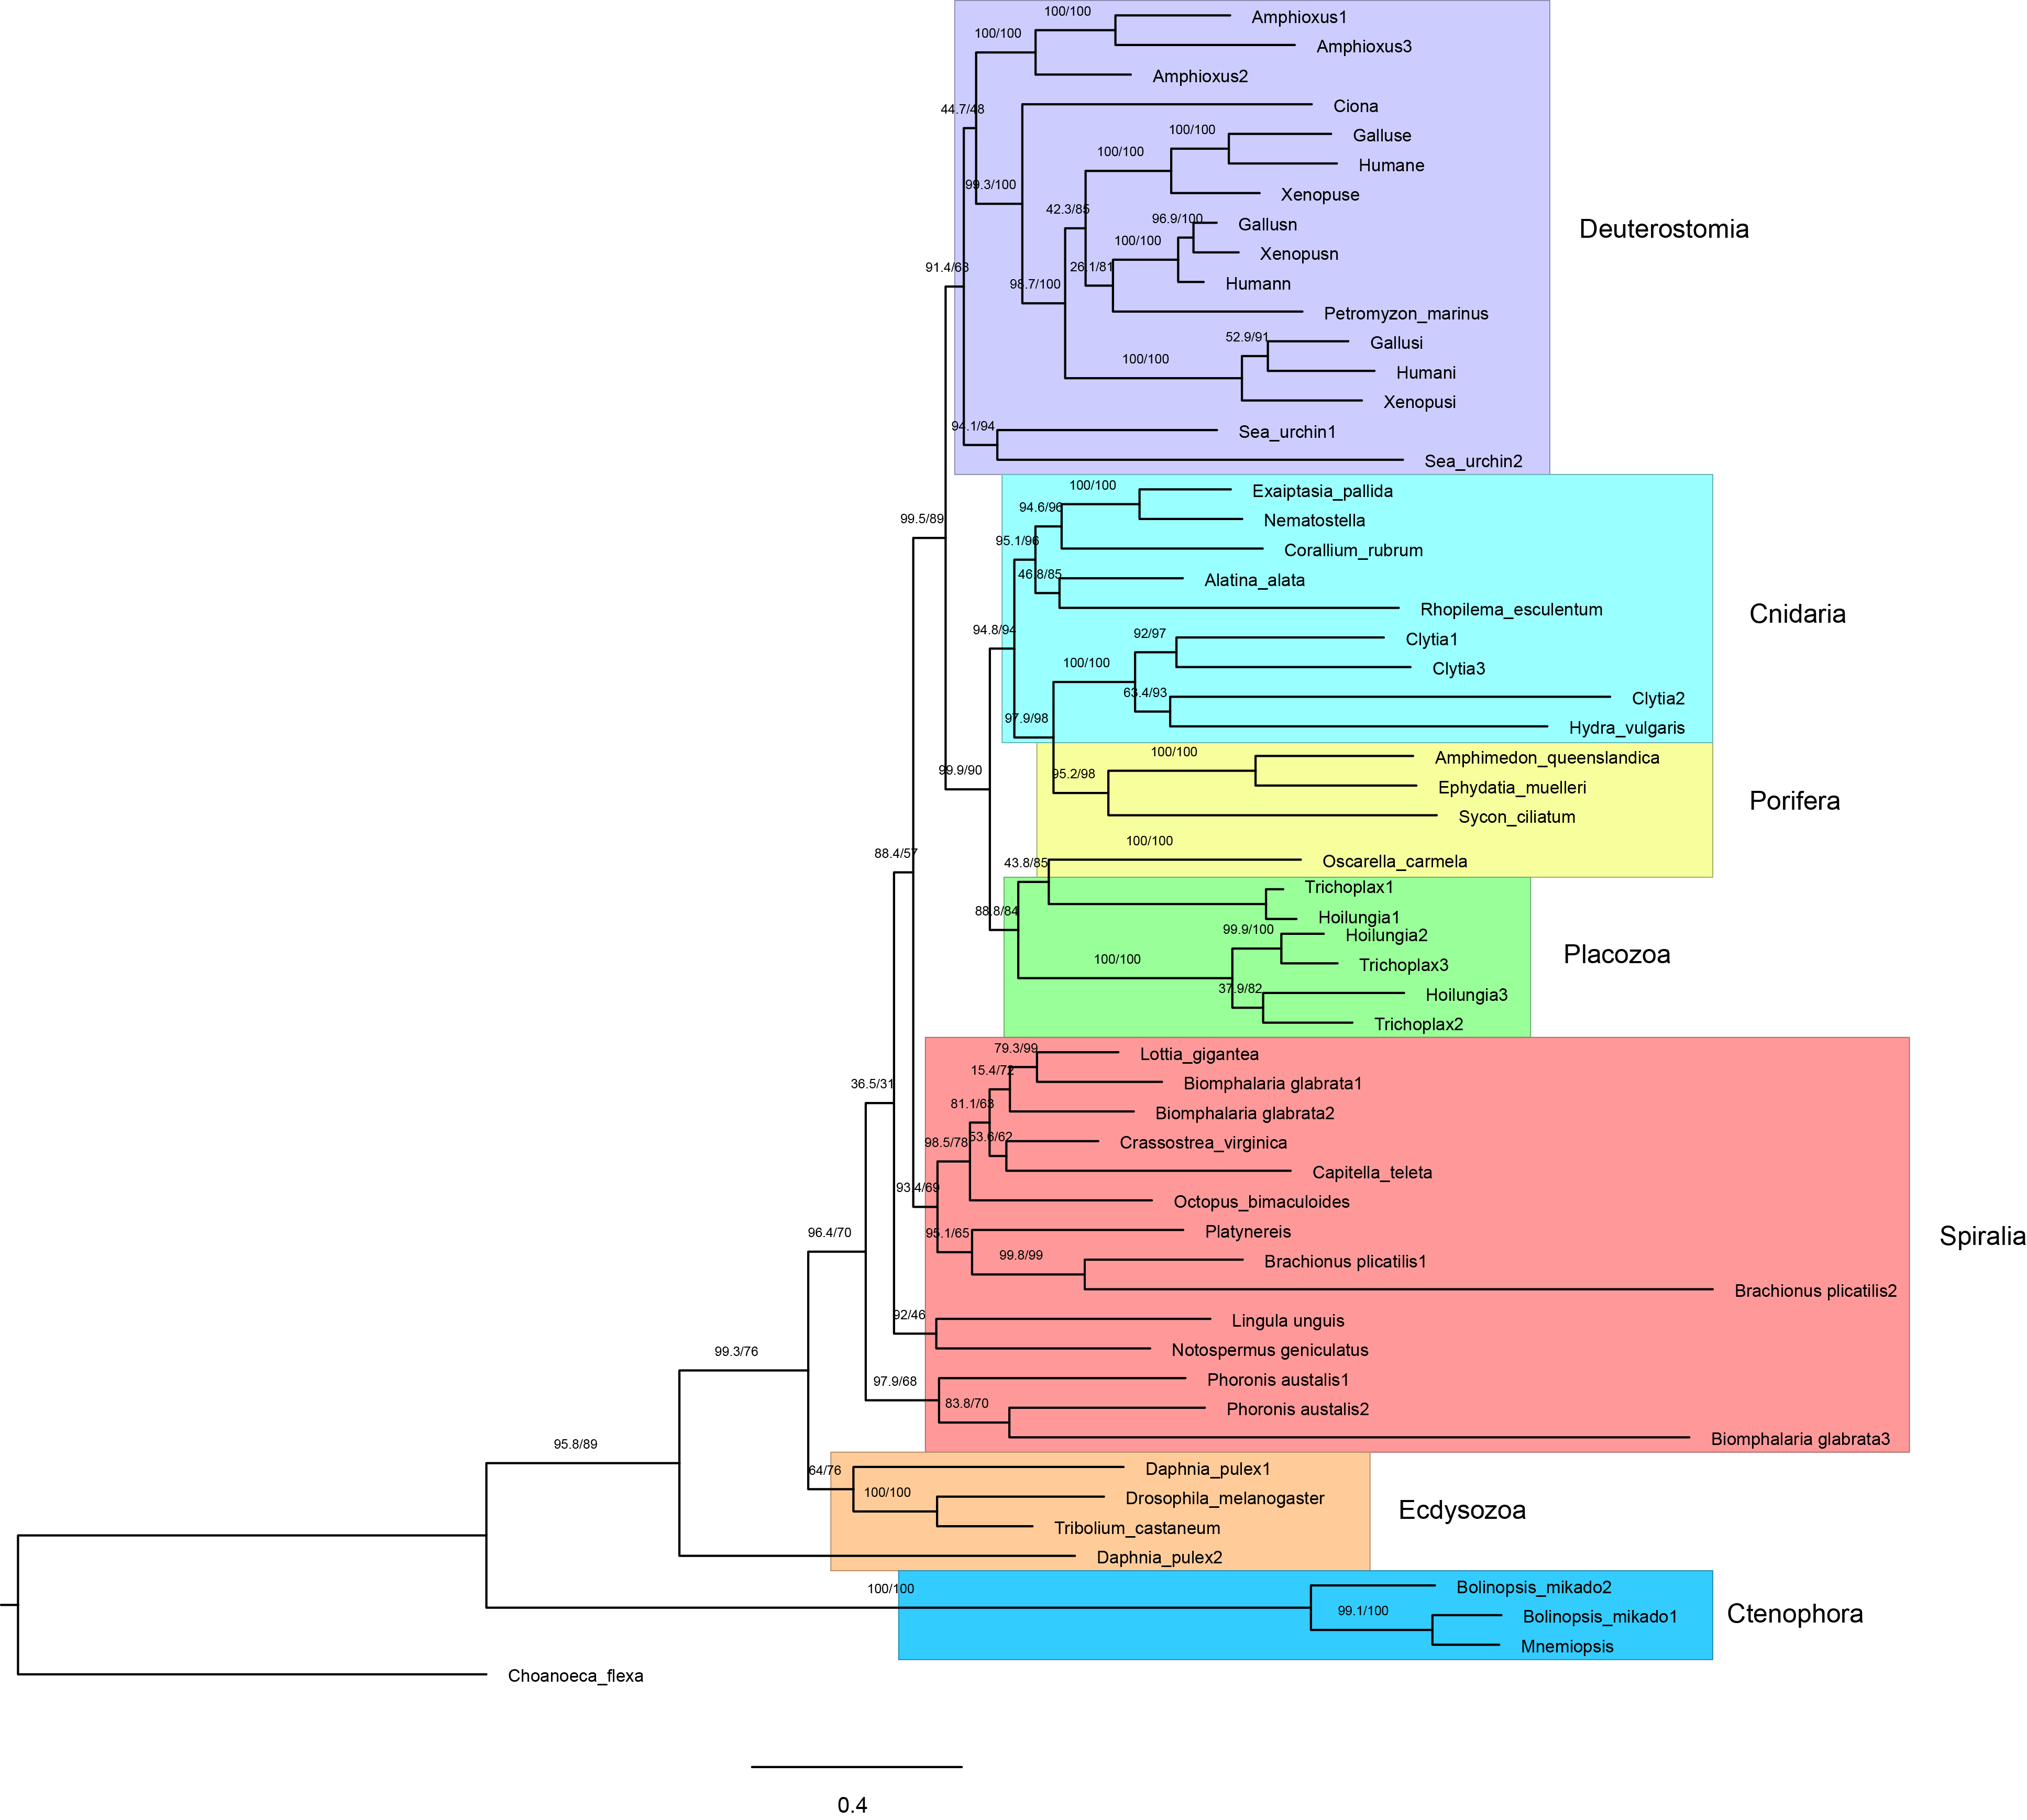 100/100
Amphioxus1
100/100
Amphioxus3
Amphioxus2
44.7/48
Ciona
100/100
Galluse
100/100
Humane
99.3/100
Xenopuse
42.3/85
96.9/100
Gallusn
Deuterostomia
100/100
Xenopusn
91.4/63
26.1/81
98.7/100
Humann
Petromyzon_marinus
52.9/91
Gallusi
100/100
Humani
Xenopusi
94.1/94
Sea_urchin1
Sea_urchin2
100/100
Exaiptasia_pallida
94.6/96
99.5/89
Nematostella
95.1/96
Corallium_rubrum
46.8/85
Alatina_alata
Rhopilema_esculentum
Cnidaria
94.8/94
92/97
Clytia1
100/100
Clytia3
63.4/93
Clytia2
97.9/98
Hydra_vulgaris
100/100
Amphimedon_queenslandica
99.9/90
95.2/98
Ephydatia_muelleri
Porifera
Sycon_ciliatum
100/100
88.4/57
43.8/85
Oscarella_carmela
Trichoplax1
88.8/84
Hoilungia1
99.9/100
Hoilungia2
100/100
Trichoplax3
Placozoa
37.9/82
Hoilungia3
Trichoplax2
79.3/99
Lottia_gigantea
15.4/72
36.5/31
Biomphalaria glabrata1
81.1/63
Biomphalaria glabrata2
98.5/78
53.6/62
Crassostrea_virginica
Capitella_teleta
93.4/69
Octopus_bimaculoides
96.4/70
95.1/65
Platynereis
Spiralia
99.8/99
Brachionus plicatilis1
Brachionus plicatilis2
92/46
Lingula unguis
99.3/76
Notospermus geniculatus
97.9/68
Phoronis austalis1
83.8/70
Phoronis austalis2
95.8/89
Biomphalaria glabrata3
64/76
Daphnia_pulex1
100/100
Drosophila_melanogaster
Ecdysozoa
Tribolium_castaneum
Daphnia_pulex2
100/100
Bolinopsis_mikado2
99.1/100
Bolinopsis_mikado1
Ctenophora
Mnemiopsis
Choanoeca_flexa
0.4